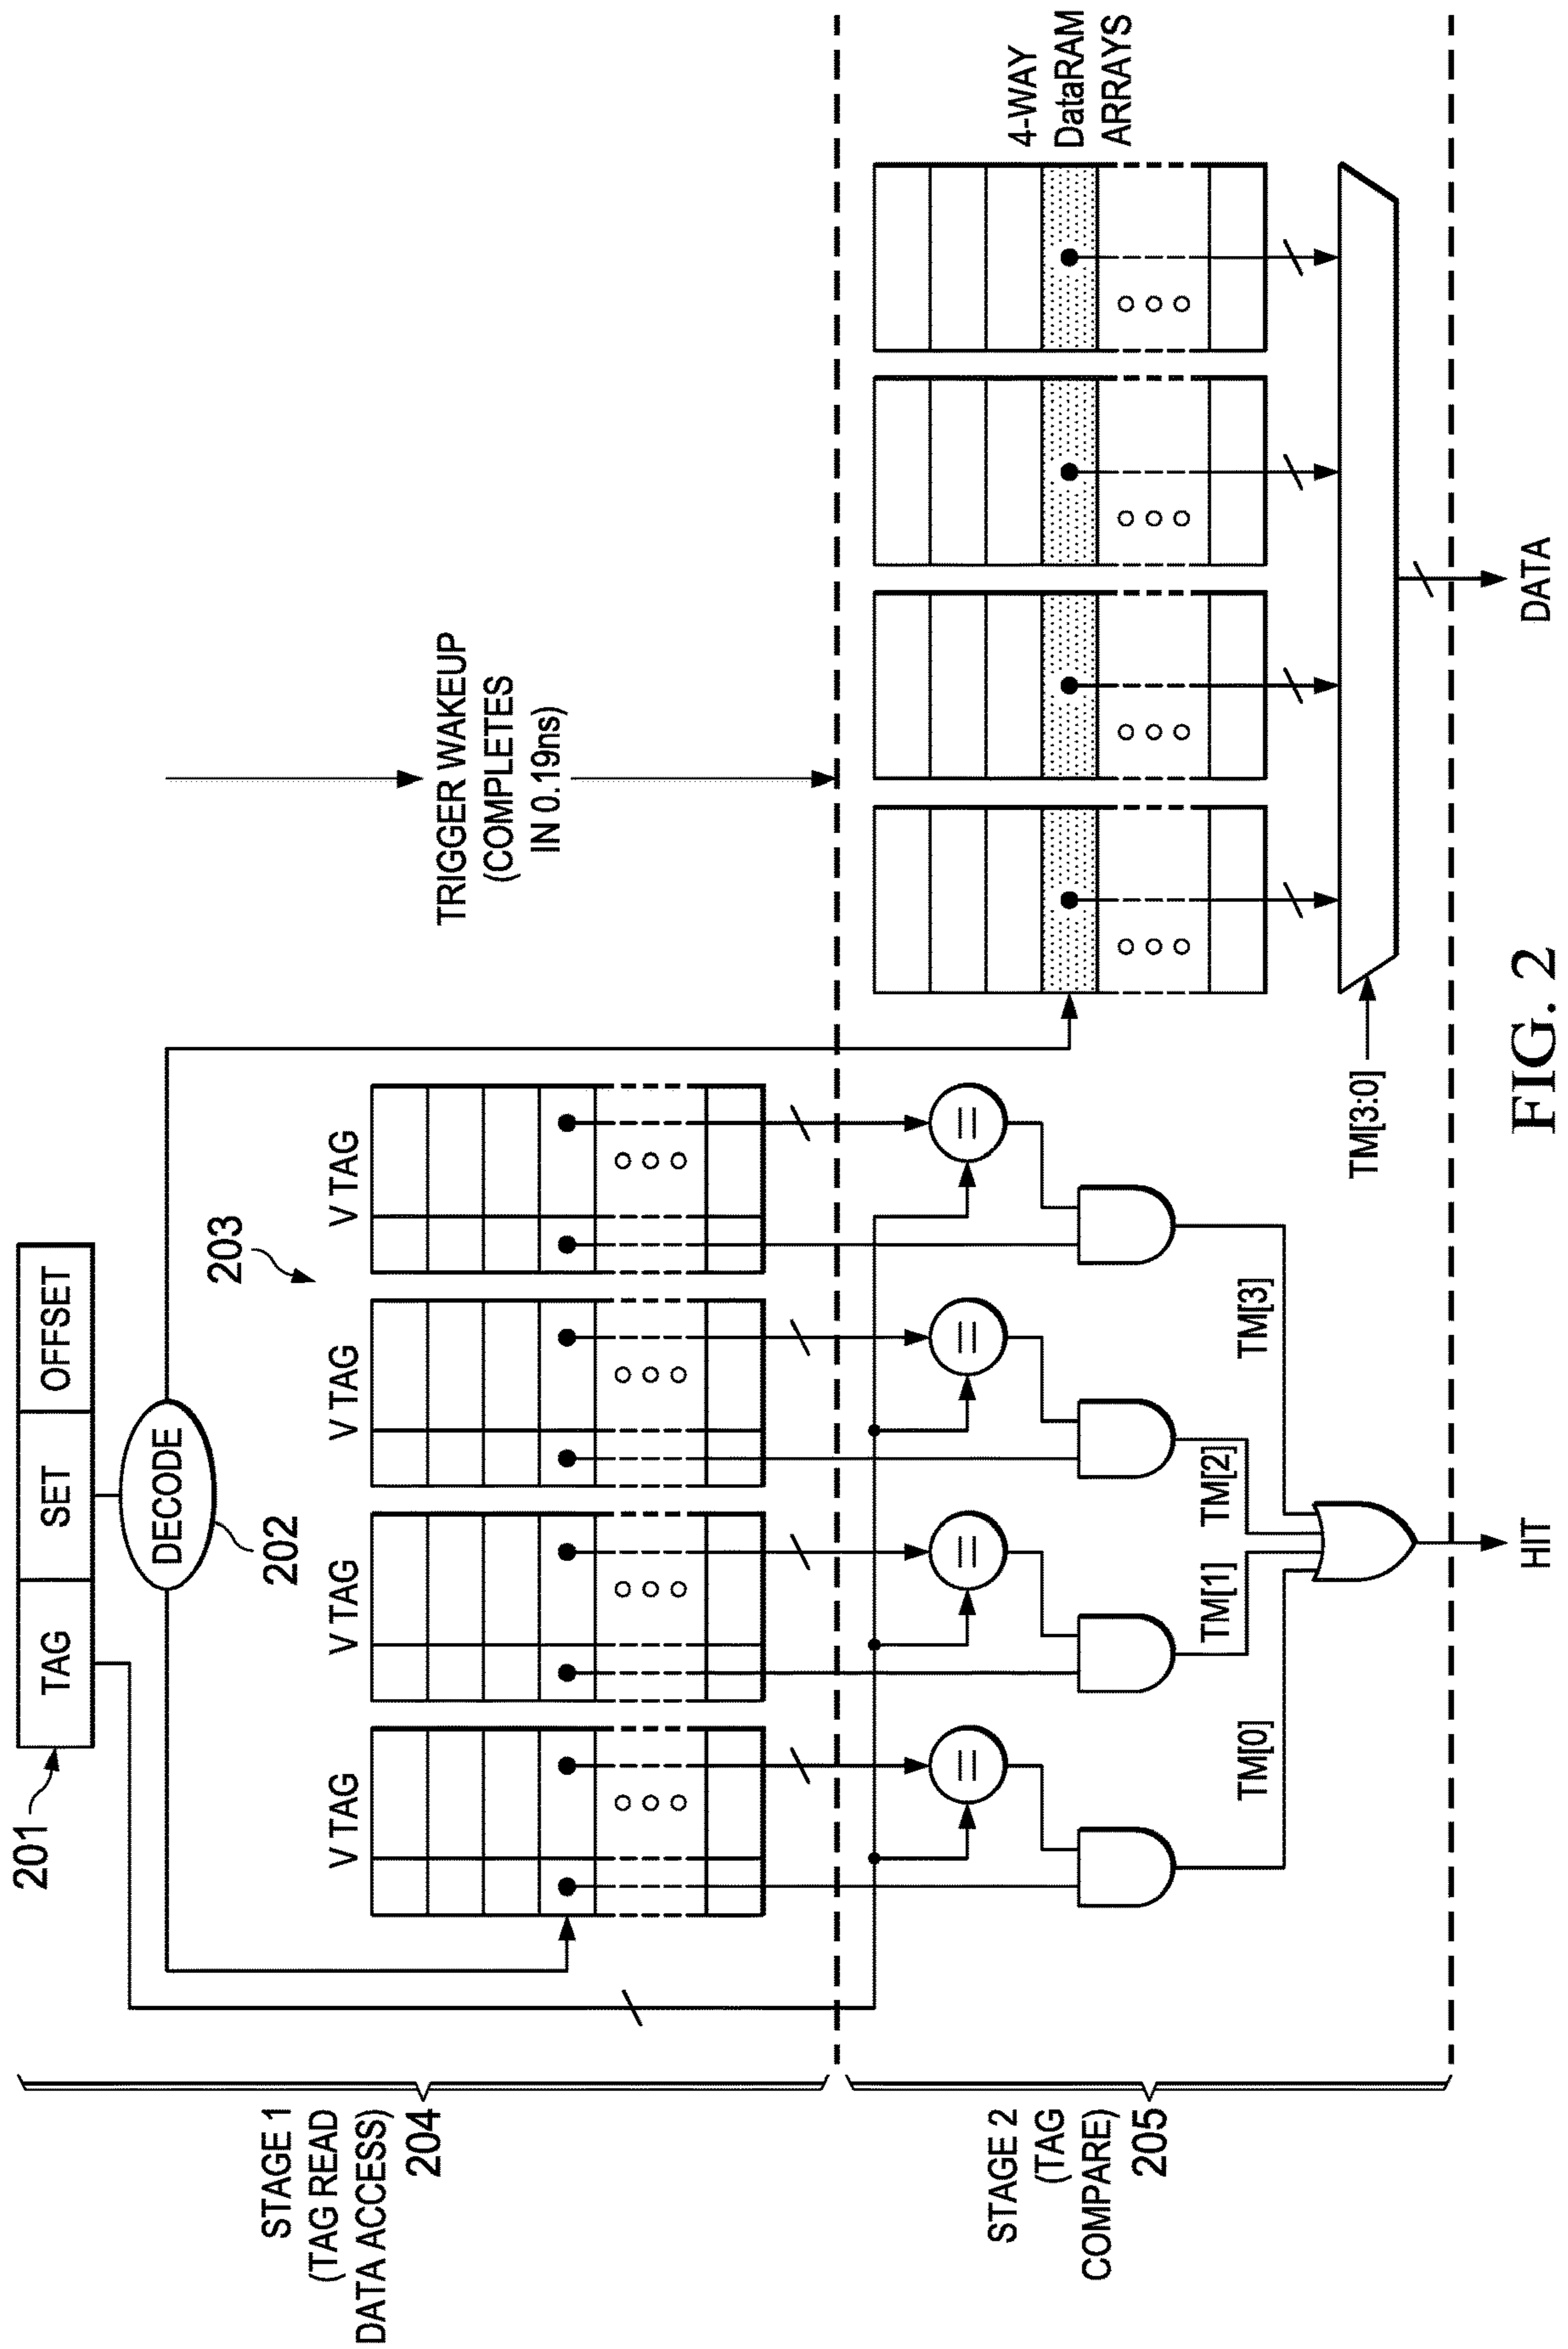 201
TAG SET OFFSET
DECODE
202
203
V TAG
V TAG
V TAG
V TAG
TRIGGER WAKEUP
(COMPLETES
IN 0.19ns)
STAGE 1
(TAG READ
DATA ACCESS)
204
4-WAY
DataRAM
ARRAYS
STAGE 2
(TAG
COMPARE)
205
TM[0]
TM[1]
TM[2]
TM[3]
TM[3:0]
HIT
DATA
FIG. 2